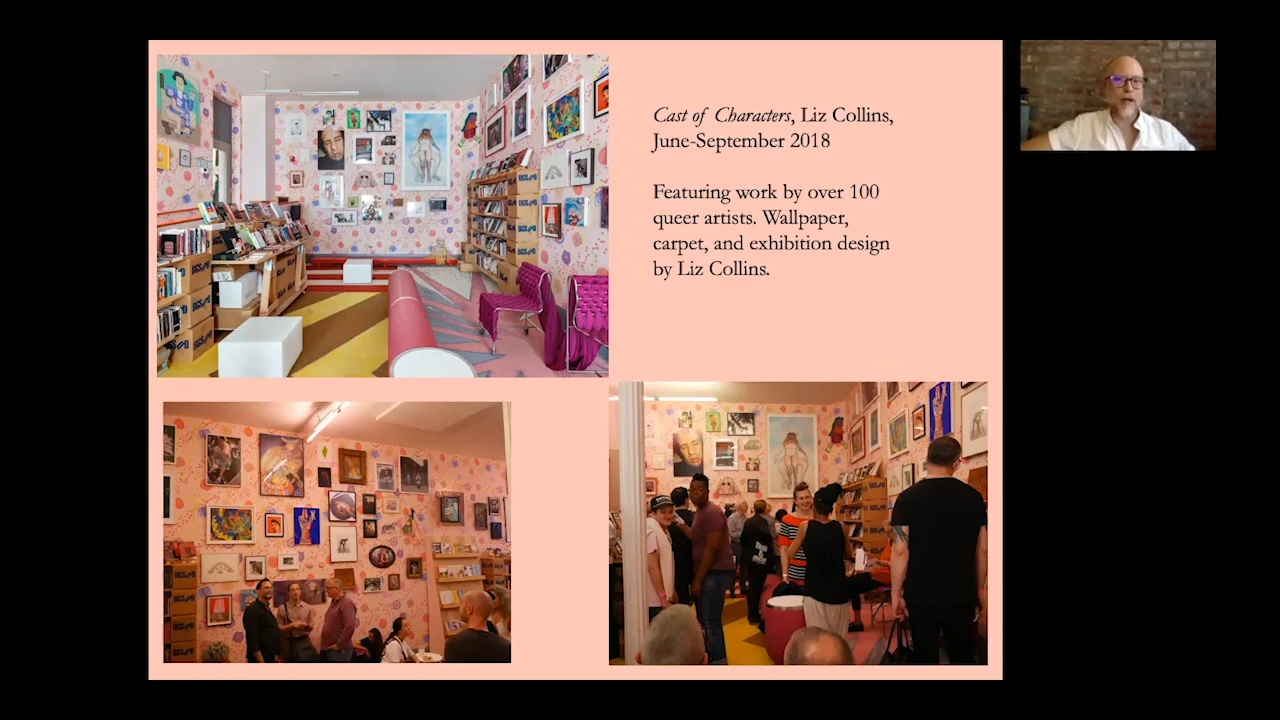 Cast of Characters, Liz Collins,
June-September 2018
Featuring work by over 100
queer artists. Wallpaper,
carpet, and exhibition design
by Liz Collins.